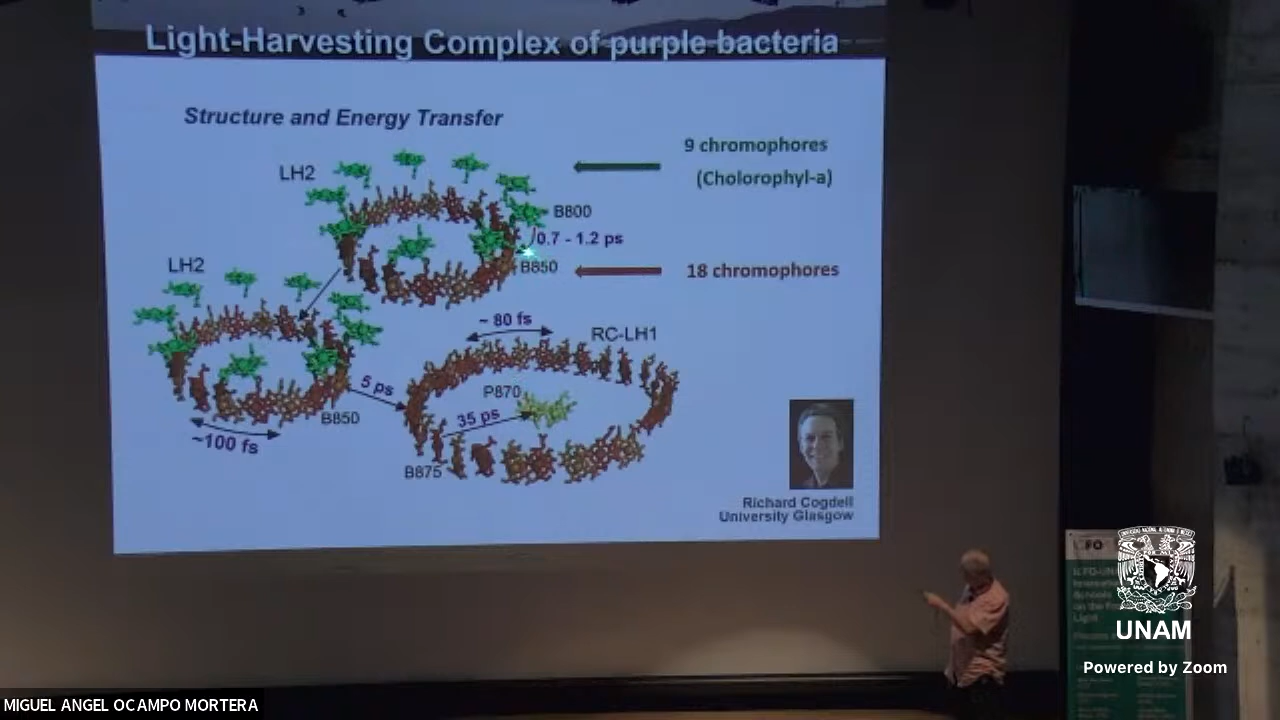 Light-Harvesting Complex of purple bacteria
Structure and Energy Transfer
9 chromophores
(Cholorophyl-a)
LH2
B800
0.7 - 1.2 ps
B850
18 chromophores
LH2
~ 80 fs
RC-LH1
5 ps
P870
35 ps
B850
~100 fs
B875
Richard Cogdell
University Glasgow
UNAM
Powered by Zoom
MIGUEL ANGEL OCAMPO MORTERA